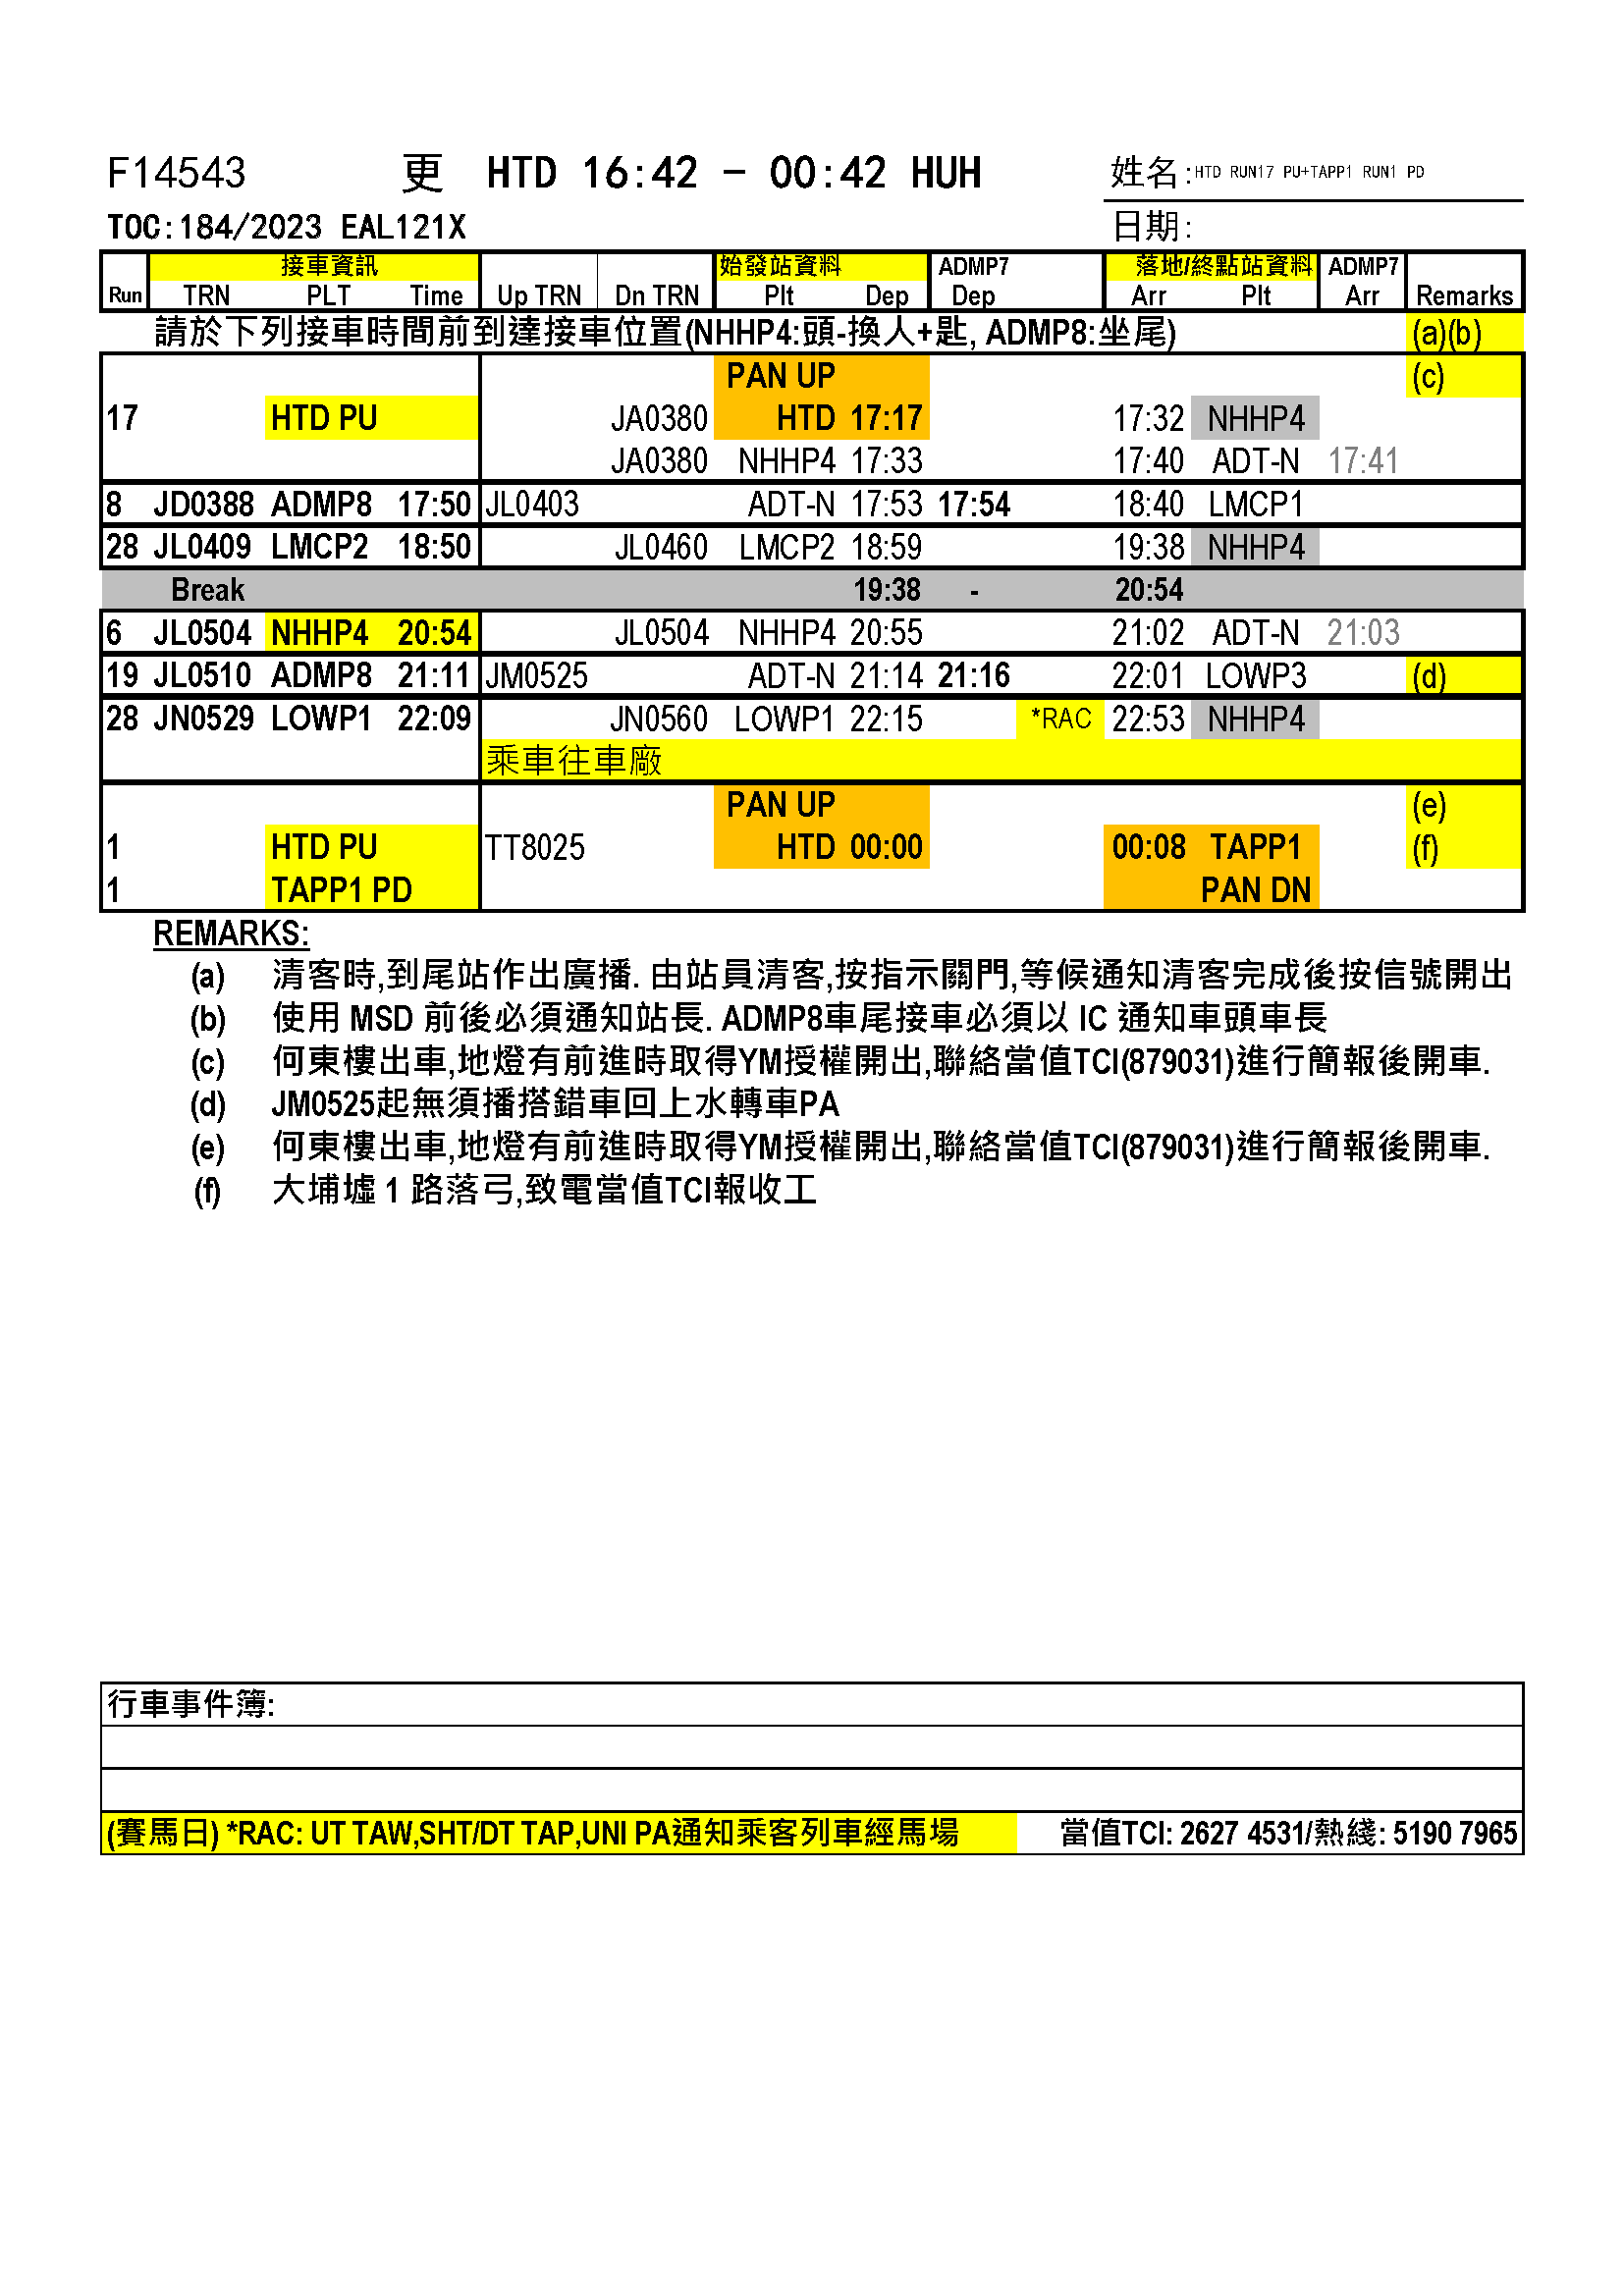 F14543 更 HTD 16:42 - 00:42 HUH 姓名:HTD RUN17 PU+TAPP1 RUN1 PD
TOC:184/2023 EAL121X 日期:
接車資訊 始發站資料 ADMP7 落地/終點站資料 ADMP7
Run TRN PLT Time Up TRN Dn TRN Plt Dep Dep Arr Plt Arr Remarks
請於下列接車時間前到達接車位置(NHHP4:頭-換人+匙, ADMP8:坐尾) (a)(b)
PAN UP (c)
17 HTD PU JA0380 HTD 17:17 17:32 NHHP4
JA0380 NHHP4 17:33 17:40 ADT-N 17:41
8 JD0388 ADMP8 17:50 JL0403 ADT-N 17:53 17:54 18:40 LMCP1
28 JL0409 LMCP2 18:50 JL0460 LMCP2 18:59 19:38 NHHP4
Break 19:38 - 20:54
6 JL0504 NHHP4 20:54 JL0504 NHHP4 20:55 21:02 ADT-N 21:03
19 JL0510 ADMP8 21:11 JM0525 ADT-N 21:14 21:16 22:01 LOWP3 (d)
28 JN0529 LOWP1 22:09 JN0560 LOWP1 22:15 *RAC 22:53 NHHP4
乘車往車廠
PAN UP (e)
1 HTD PU TT8025 HTD 00:00 00:08 TAPP1 (f)
1 TAPP1 PD PAN DN
REMARKS:
(a) 清客時,到尾站作出廣播. 由站員清客,按指示關門,等候通知清客完成後按信號開出
(b) 使用 MSD 前後必須通知站長. ADMP8車尾接車必須以 IC 通知車頭車長
(c) 何東樓出車,地燈有前進時取得YM授權開出,聯絡當值TCI(879031)進行簡報後開車.
(d) JM0525起無須播搭錯車回上水轉車PA
(e) 何東樓出車,地燈有前進時取得YM授權開出,聯絡當值TCI(879031)進行簡報後開車.
(f) 大埔墟 1 路落弓,致電當值TCI報收工
行車事件簿:
(賽馬日) *RAC: UT TAW,SHT/DT TAP,UNI PA通知乘客列車經馬場 當值TCI: 2627 4531/熱綫: 5190 7965